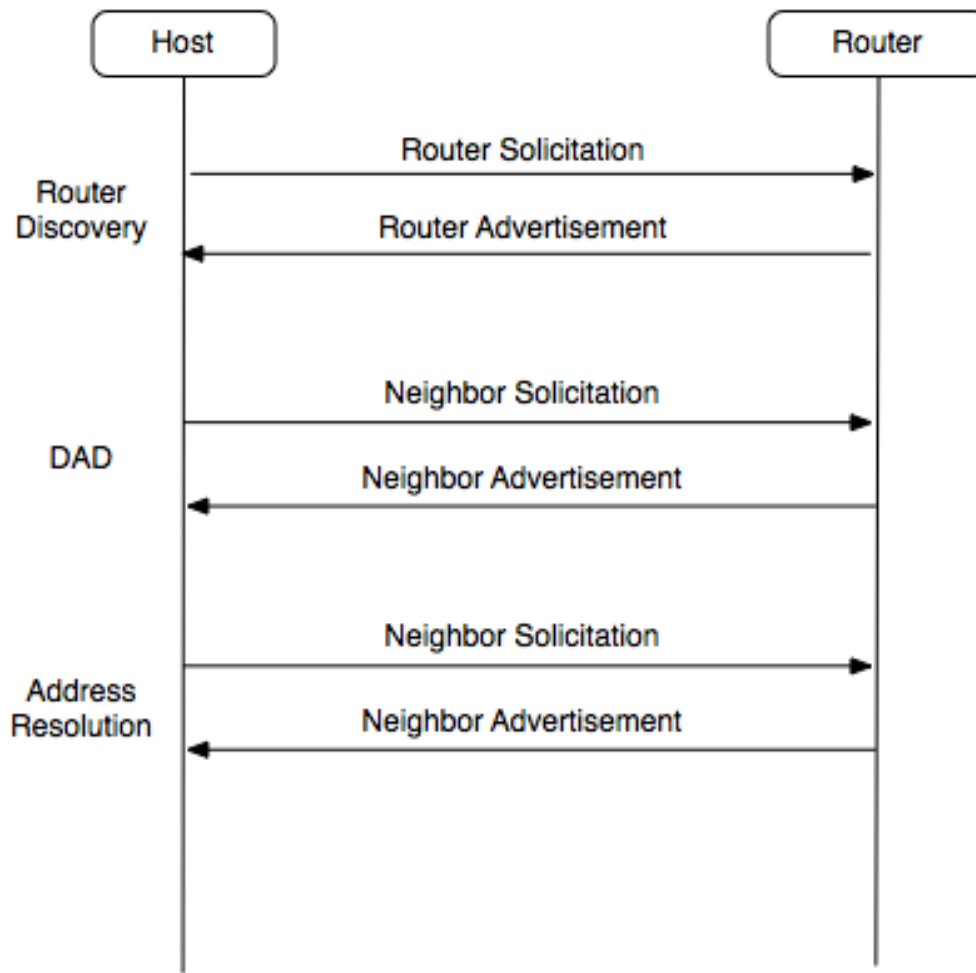 Host
Router
Router Solicitation
Router
Discovery
Router Advertisement
Neighbor Solicitation
DAD
Neighbor Advertisement
Neighbor Solicitation
Address
Resolution
Neighbor Advertisement